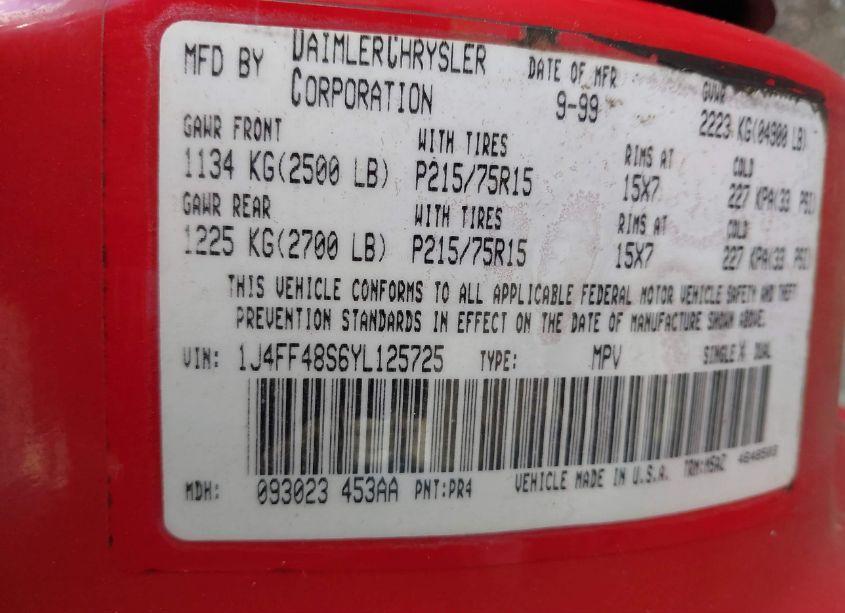 MFD BY DAIMLERCHRYSLER CORPORATION DATE OF MFR 9-99 GVWR 2223 KG(04900 LB)
GAWR FRONT WITH TIRES RIMS AT COLD
1134 KG(2500 LB) P215/75R15 15X7 227 KPA(33 PSI)
GAWR REAR WITH TIRES RIMS AT COLD
1225 KG(2700 LB) P215/75R15 15X7 227 KPA(33 PSI)
THIS VEHICLE CONFORMS TO ALL APPLICABLE FEDERAL MOTOR VEHICLE SAFETY AND THEFT
PREVENTION STANDARDS IN EFFECT ON THE DATE OF MANUFACTURE SHOWN ABOVE.
VIN: 1J4FF48S6YL125725 TYPE: MPV SINGLE X DUAL
MDH: 093023 453AA PNT:PR4 VEHICLE MADE IN U.S.A.